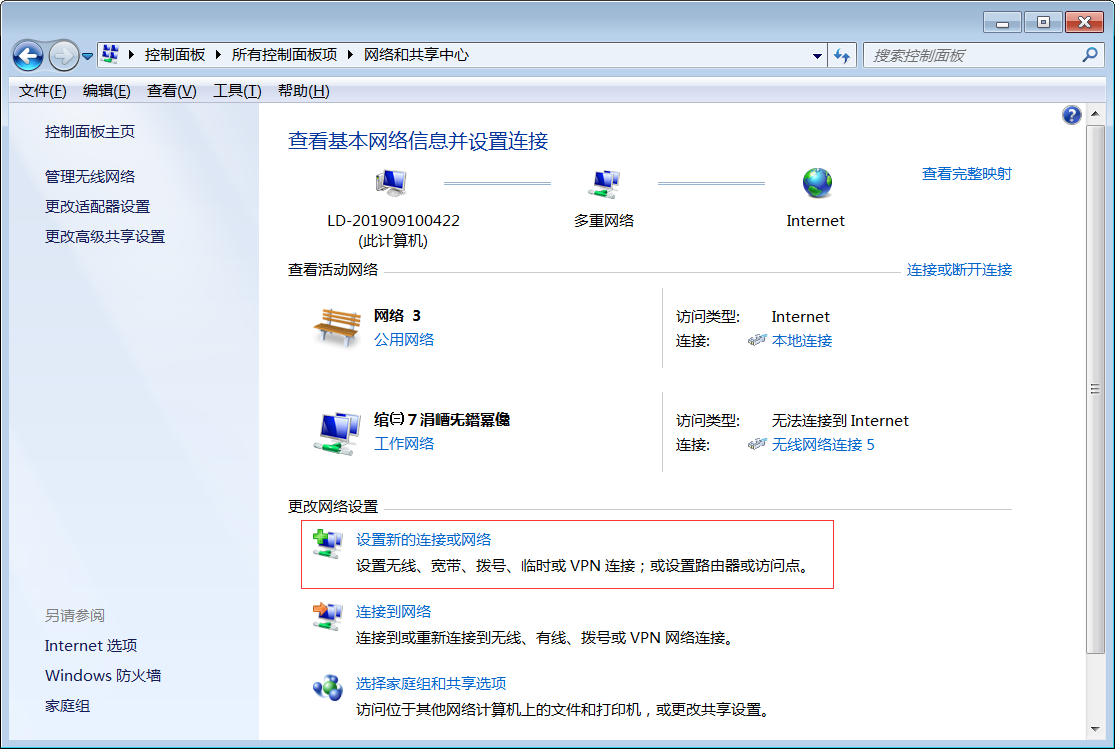 控制面板 所有控制面板项 网络和共享中心
搜索控制面板
文件(F) 编辑(E) 查看(V) 工具(T) 帮助(H)
控制面板主页
管理无线网络
更改适配器设置
更改高级共享设置
另请参阅
Internet 选项
Windows 防火墙
家庭组
查看基本网络信息并设置连接
LD-201909100422
(此计算机)
多重网络
Internet
查看完整映射
查看活动网络
连接或断开连接
网络 3
公用网络
访问类型: Internet
连接: 本地连接
工作网络
访问类型: 无法连接到 Internet
连接: 无线网络连接 5
更改网络设置
设置新的连接或网络
设置无线、宽带、拨号、临时或 VPN 连接；或设置路由器或访问点。
连接到网络
连接到或重新连接到无线、有线、拨号或 VPN 网络连接。
选择家庭组和共享选项
访问位于其他网络计算机上的文件和打印机，或更改共享设置。